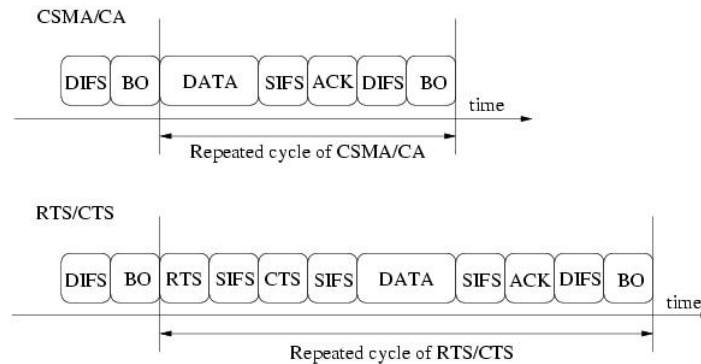 CSMA/CA
DIFS BO DATA SIFS ACK DIFS BO
time
Repeated cycle of CSMA/CA
RTS/CTS
DIFS BO RTS SIFS CTS SIFS DATA SIFS ACK DIFS BO
time
Repeated cycle of RTS/CTS